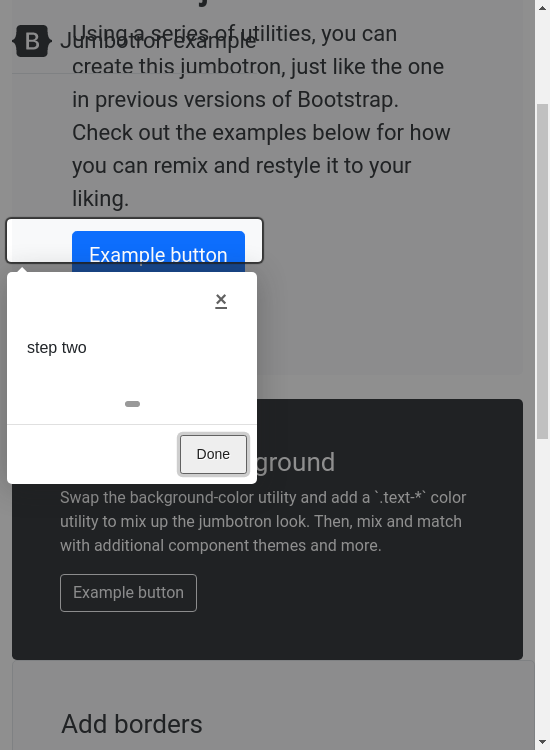 B Jumbotron example
Using a series of utilities, you can
create this jumbotron, just like the one
in previous versions of Bootstrap.
Check out the examples below for how
you can remix and restyle it to your
liking.
Example button
×
step two
Done
ground
Swap the background-color utility and add a `.text-*` color
utility to mix up the jumbotron look. Then, mix and match
with additional component themes and more.
Example button
Add borders